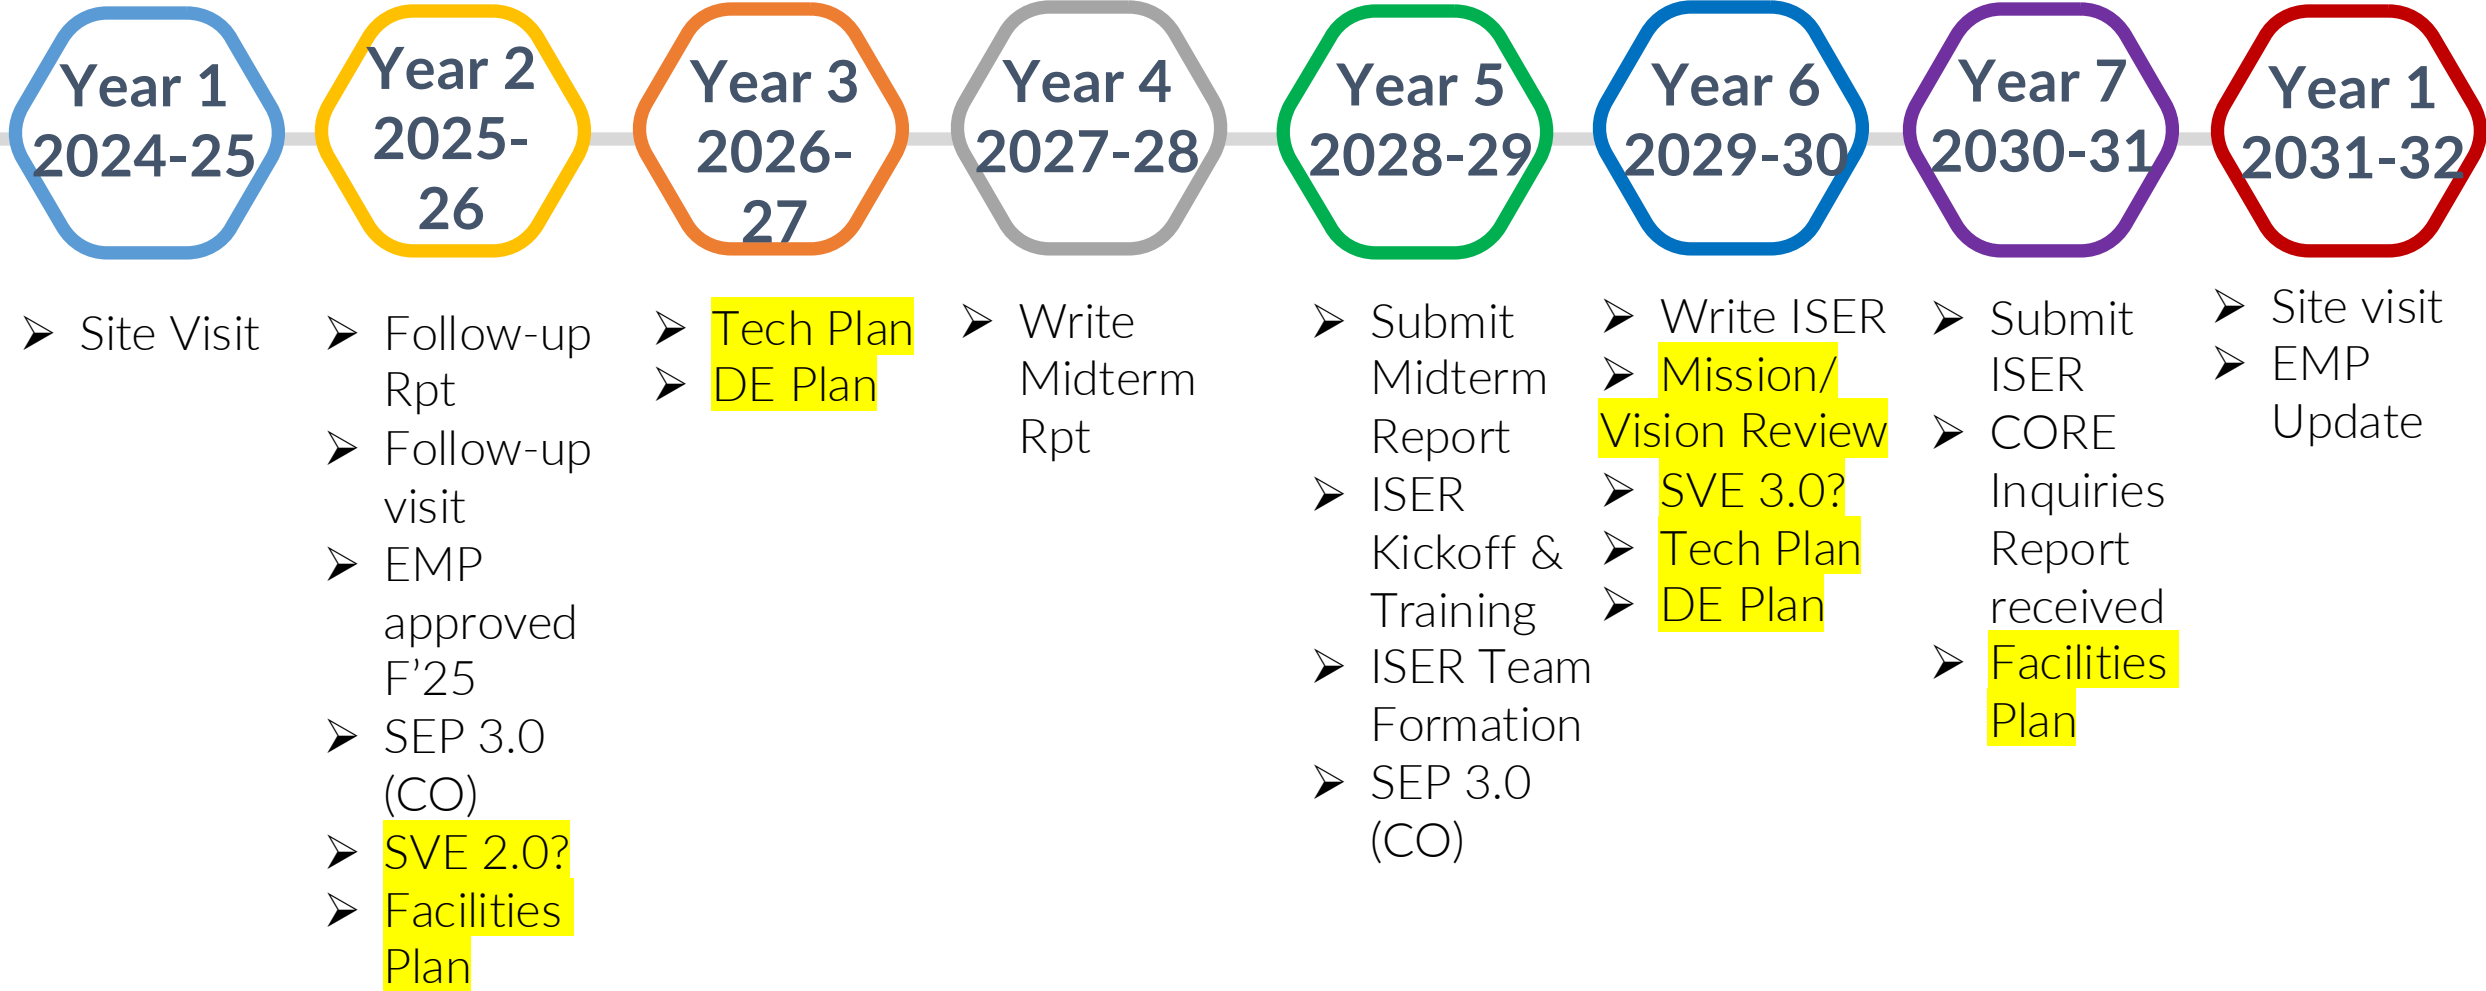 Year 1
2024-25
Year 2
2025-
26
Year 3
2026-
27
Year 4
2027-28
Year 5
2028-29
Year 6
2029-30
Year 7
2030-31
Year 1
2031-32
➢ Site Visit
➢ Follow-up
Rpt
➢ Follow-up
visit
➢ EMP
approved
F’25
➢ SEP 3.0
(CO)
➢ SVE 2.0?
➢ Facilities
Plan
➢ Tech Plan
➢ DE Plan
➢ Write
Midterm
Rpt
➢ Submit
Midterm
Report
➢ ISER
Kickoff &
Training
➢ ISER Team
Formation
➢ SEP 3.0
(CO)
➢ Write ISER
➢ Mission/
Vision Review
➢ SVE 3.0?
➢ Tech Plan
➢ DE Plan
➢ Submit
ISER
➢ CORE
Inquiries
Report
received
➢ Facilities
Plan
➢ Site visit
➢ EMP
Update